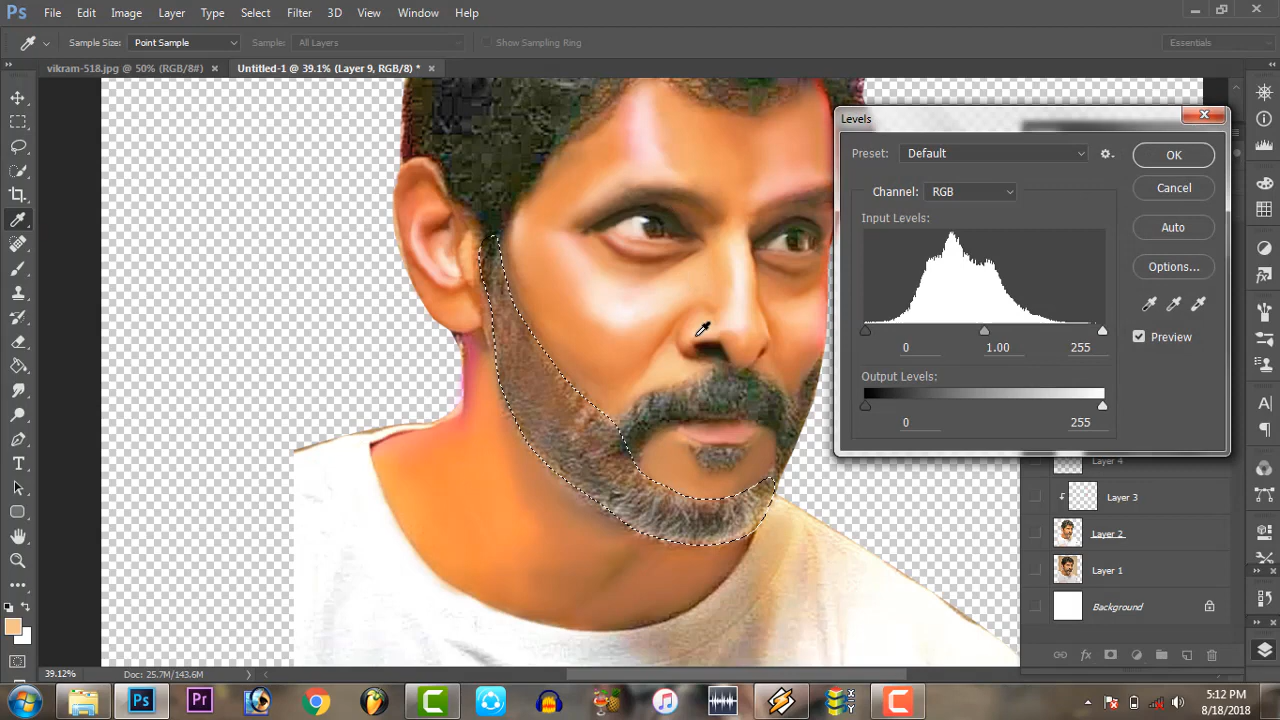 Ps File Edit Image Layer Type Select Filter 3D View Window Help
Sample Size: Point Sample Sample: All Layers Show Sampling Ring Essentials
vikram-518.jpg @ 50% (RGB/8#) × Untitled-1 @ 39.1% (Layer 9, RGB/8) * ×
Levels
Preset: Default
OK
Channel: RGB
Cancel
Input Levels:
Auto
Options...
0 1.00 255
Preview
Output Levels:
0 255
Layer 4
Layer 3
Layer 2
Layer 1
Background
39.12% Doc: 25.7M/143.6M
Ps Pr C
5:12 PM
8/18/2018